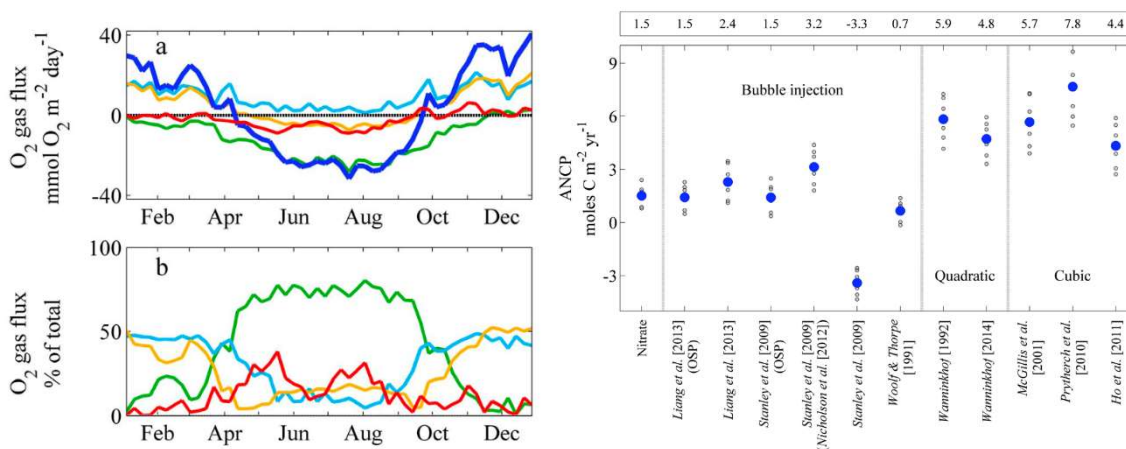 40
a
0
-40
O2 gas flux
mmol O2 m-2 day-1
Feb Apr Jun Aug Oct Dec
100
b
50
0
O2 gas flux
% of total
Feb Apr Jun Aug Oct Dec
1.5 1.5 2.4 1.5 3.2 -3.3 0.7 5.9 4.8 5.7 7.8 4.4
9
6
3
0
-3
ANCP
moles C m-2 yr-1
Bubble injection
Quadratic
Cubic
Nitrate
Liang et al. [2013]
(OSP)
Liang et al. [2013]
Stanley et al. [2009]
(OSP)
Stanley et al. [2009]
(Nicholson et al. [2012])
Stanley et al. [2009]
Woolf & Thorpe
[1991]
Wanninkhof [1992]
Wanninkhof [2014]
McGillis et al.
[2001]
Prytherch et al.
[2010]
Ho et al. [2011]